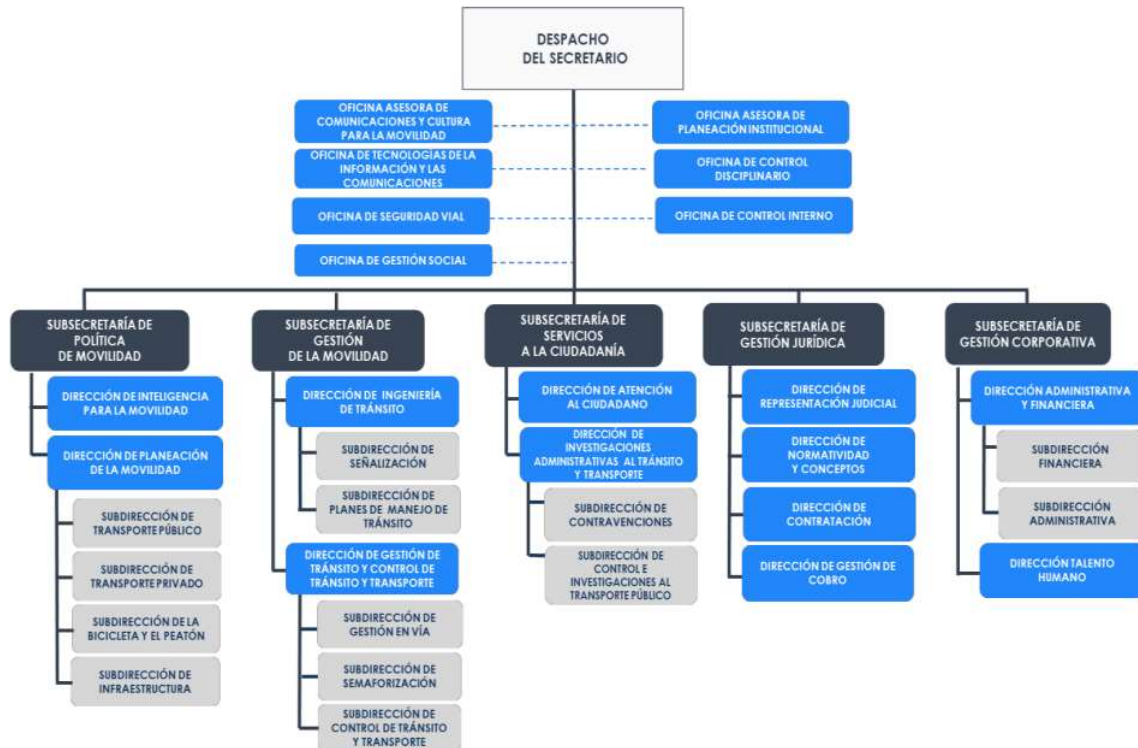 DESPACHO
DEL SECRETARIO
OFICINA ASESORA DE
COMUNICACIONES Y CULTURA
PARA LA MOVILIDAD
OFICINA ASESORA DE
PLANEACIÓN INSTITUCIONAL
OFICINA DE TECNOLOGÍAS DE LA
INFORMACIÓN Y LAS
COMUNICACIONES
OFICINA DE CONTROL
DISCIPLINARIO
OFICINA DE SEGURIDAD VIAL
OFICINA DE CONTROL INTERNO
OFICINA DE GESTIÓN SOCIAL
SUBSECRETARÍA DE
POLÍTICA
DE MOVILIDAD
DIRECCIÓN DE INTELIGENCIA
PARA LA MOVILIDAD
DIRECCIÓN DE PLANEACIÓN
DE LA MOVILIDAD
SUBDIRECCIÓN DE
TRANSPORTE PÚBLICO
SUBDIRECCIÓN DE
TRANSPORTE PRIVADO
SUBDIRECCIÓN DE LA
BICICLETA Y EL PEATÓN
SUBDIRECCIÓN DE
INFRAESTRUCTURA
SUBSECRETARÍA DE
GESTIÓN
DE LA MOVILIDAD
DIRECCIÓN DE INGENIERÍA
DE TRÁNSITO
SUBDIRECCIÓN DE
SEÑALIZACIÓN
SUBDIRECCIÓN DE
PLANES DE MANEJO DE
TRÁNSITO
DIRECCIÓN DE GESTIÓN DE
TRÁNSITO Y CONTROL DE
TRÁNSITO Y TRANSPORTE
SUBDIRECCIÓN DE
GESTIÓN EN VÍA
SUBDIRECCIÓN DE
SEMAFORIZACIÓN
SUBDIRECCIÓN DE
CONTROL DE TRÁNSITO
Y TRANSPORTE
SUBSECRETARÍA DE
SERVICIOS
A LA CIUDADANÍA
DIRECCIÓN DE ATENCIÓN
AL CIUDADANO
DIRECCIÓN DE
INVESTIGACIONES
ADMINISTRATIVAS AL TRÁNSITO
Y TRANSPORTE
SUBDIRECCIÓN DE
CONTRAVENCIONES
SUBDIRECCIÓN DE
CONTROL E
INVESTIGACIONES AL
TRANSPORTE PÚBLICO
SUBSECRETARÍA DE
GESTIÓN JURÍDICA
DIRECCIÓN DE
REPRESENTACIÓN JUDICIAL
DIRECCIÓN DE
NORMATIVIDAD
Y CONCEPTOS
DIRECCIÓN DE
CONTRATACIÓN
DIRECCIÓN DE GESTIÓN DE
COBRO
SUBSECRETARÍA DE
GESTIÓN CORPORATIVA
DIRECCIÓN ADMINISTRATIVA
Y FINANCIERA
SUBDIRECCIÓN
FINANCIERA
SUBDIRECCIÓN
ADMINISTRATIVA
DIRECCIÓN TALENTO
HUMANO